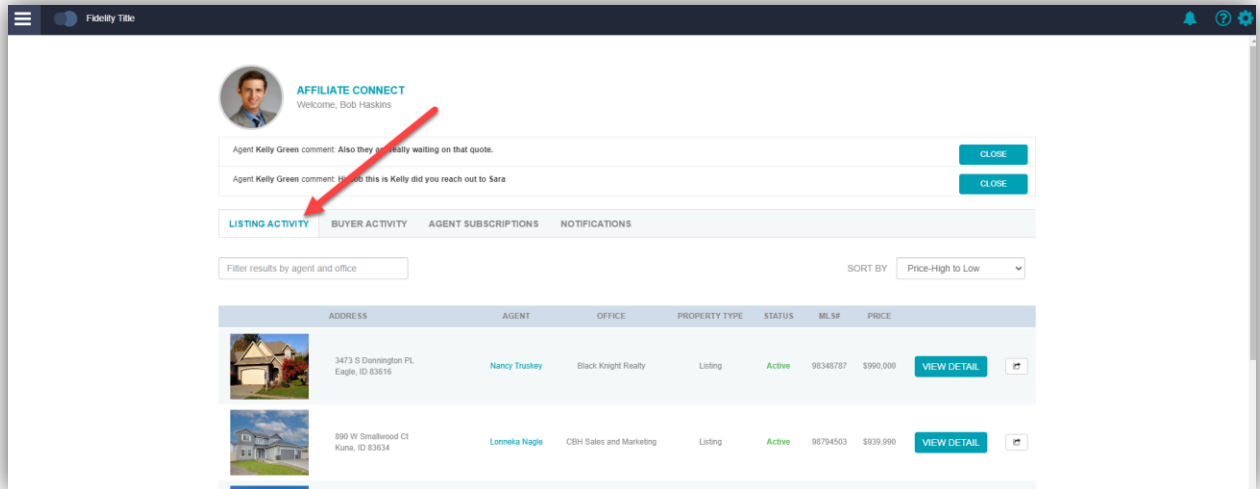 Fidelity Title
AFFILIATE CONNECT
Welcome, Bob Haskins
Agent Kelly Green comment: Also they are really waiting on that quote.
CLOSE
Agent Kelly Green comment: Hi Bob this is Kelly did you reach out to Sara
CLOSE
LISTING ACTIVITY BUYER ACTIVITY AGENT SUBSCRIPTIONS NOTIFICATIONS
Filter results by agent and office SORT BY Price-High to Low
ADDRESS AGENT OFFICE PROPERTY TYPE STATUS MLS# PRICE
3473 S Donnington PL
Eagle, ID 83616
Nancy Truskey Black Knight Realty Listing Active 98348787 $990,000 VIEW DETAIL
890 W Smallwood Ct
Kuna, ID 83634
Lonneka Nagle CBH Sales and Marketing Listing Active 98794503 $939,990 VIEW DETAIL